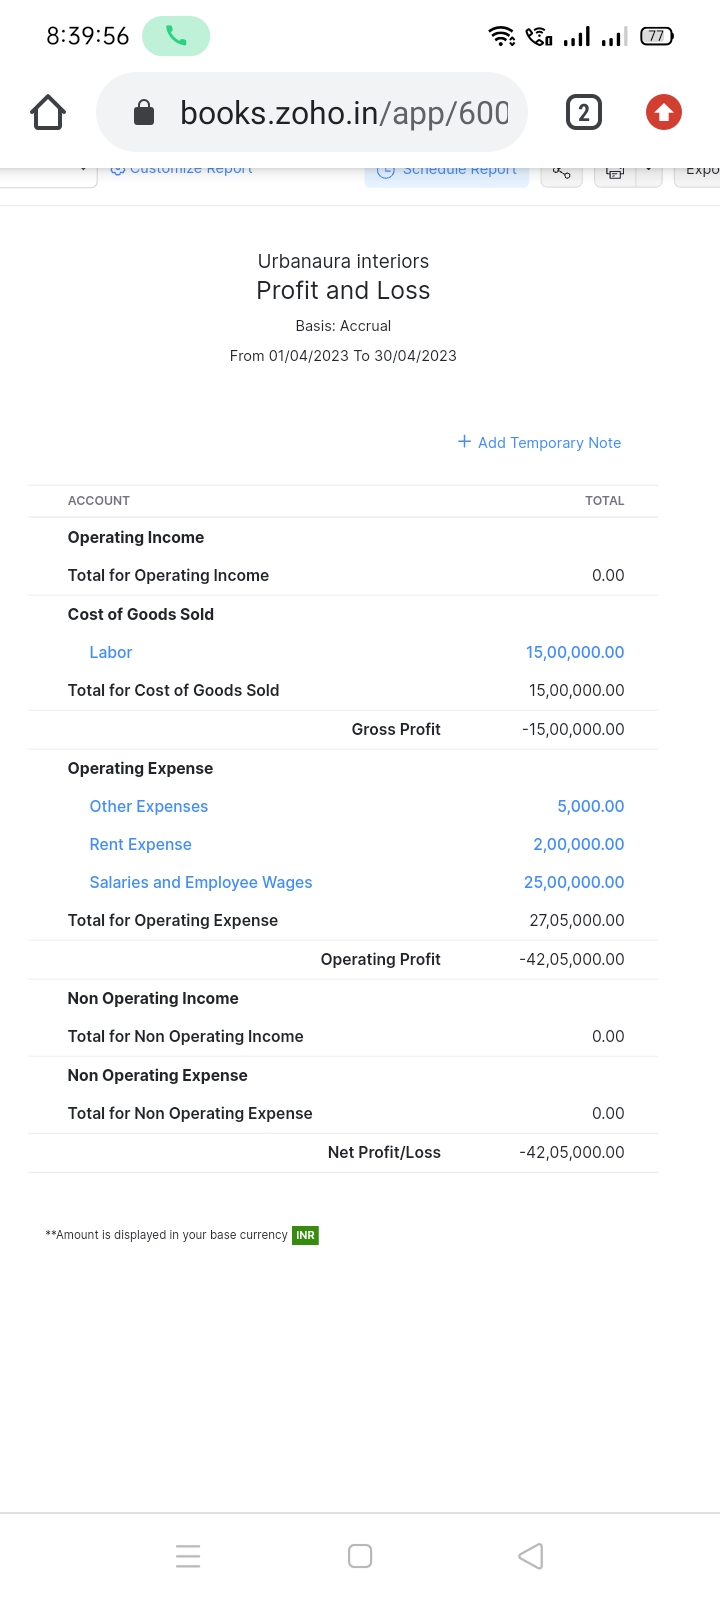 8:39:56
77
books.zoho.in/app/600
2
Customize Report
Schedule Report
Expo
Urbanaura interiors
Profit and Loss
Basis: Accrual
From 01/04/2023 To 30/04/2023
+ Add Temporary Note
ACCOUNT TOTAL
Operating Income
Total for Operating Income 0.00
Cost of Goods Sold
Labor 15,00,000.00
Total for Cost of Goods Sold 15,00,000.00
Gross Profit -15,00,000.00
Operating Expense
Other Expenses 5,000.00
Rent Expense 2,00,000.00
Salaries and Employee Wages 25,00,000.00
Total for Operating Expense 27,05,000.00
Operating Profit -42,05,000.00
Non Operating Income
Total for Non Operating Income 0.00
Non Operating Expense
Total for Non Operating Expense 0.00
Net Profit/Loss -42,05,000.00
**Amount is displayed in your base currency INR